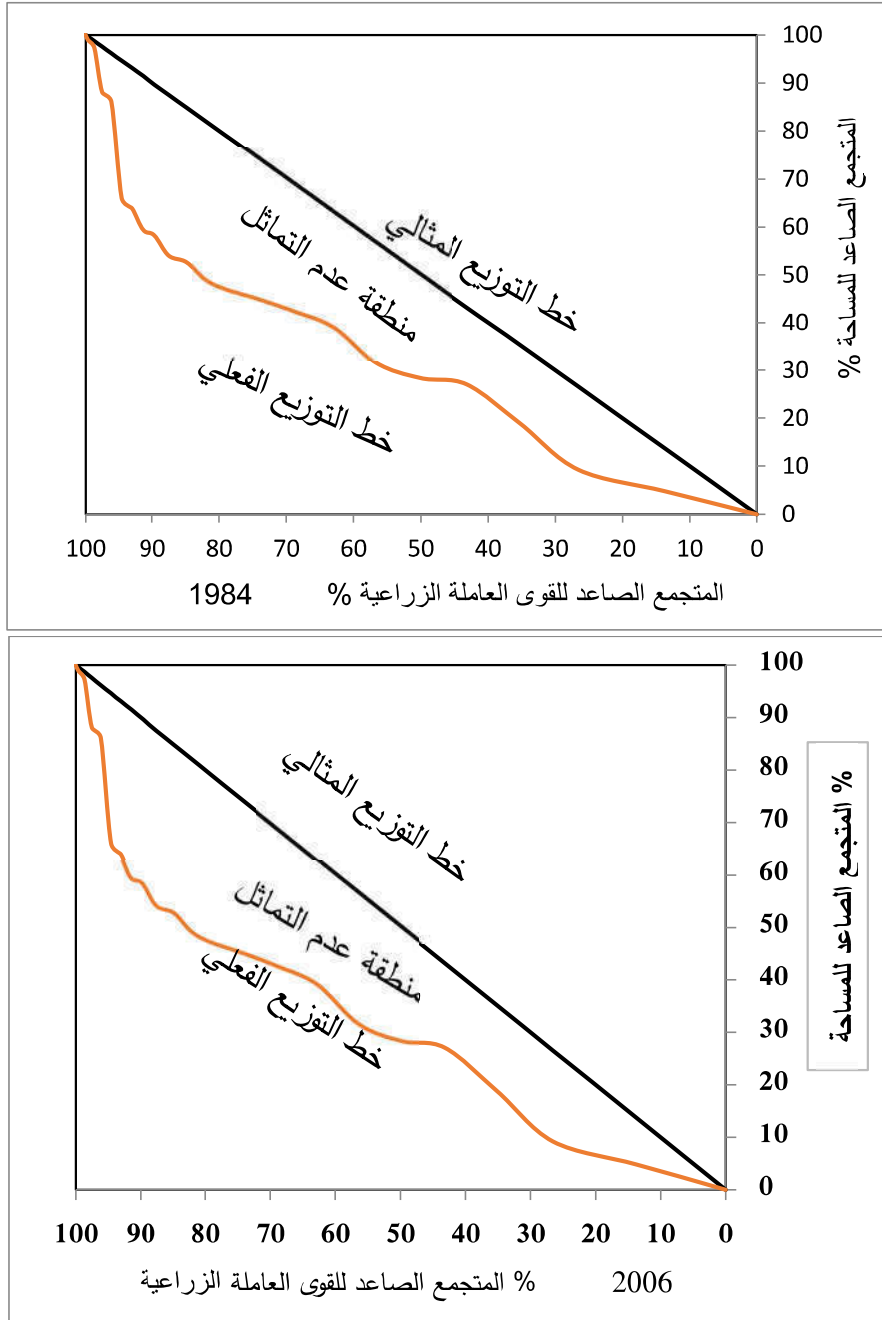 100
90
80
70
60
50
40
30
20
10
0
المتجمع الصاعد للمساحة %
خط التوزيع المثالي
منطقة عدم التماثل
خط التوزيع الفعلي
100 90 80 70 60 50 40 30 20 10 0
المتجمع الصاعد للقوى العاملة الزراعية % 1984
100
90
80
70
60
50
40
30
20
10
0
المتجمع الصاعد للمساحة %
خط التوزيع المثالي
منطقة عدم التماثل
خط التوزيع الفعلي
100 90 80 70 60 50 40 30 20 10 0
2006 % المتجمع الصاعد للقوى العاملة الزراعية